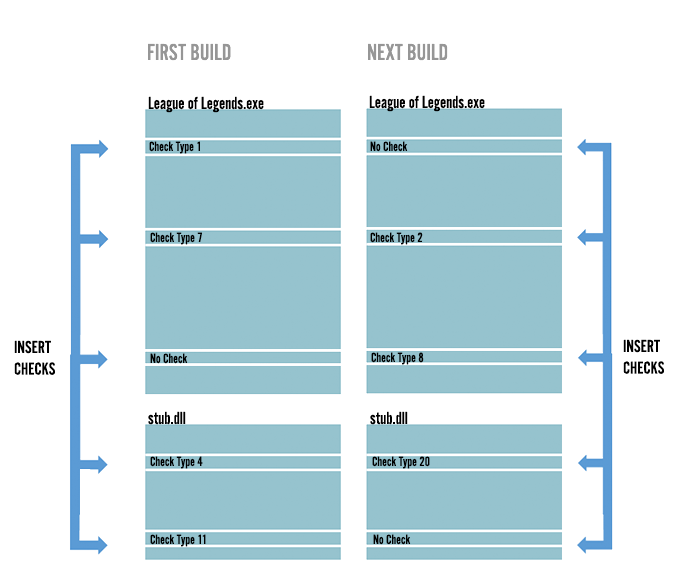 FIRST BUILD
NEXT BUILD
League of Legends.exe
League of Legends.exe
Check Type 1
No Check
Check Type 7
Check Type 2
INSERT
CHECKS
INSERT
CHECKS
No Check
Check Type 8
stub.dll
stub.dll
Check Type 4
Check Type 20
Check Type 11
No Check